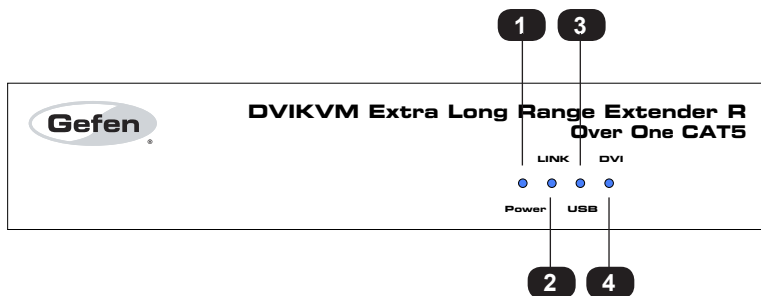 1 3
Gefen
®
DVIKVM Extra Long Range Extender R
Over One CAT5
LINK DVI
Power USB
2 4